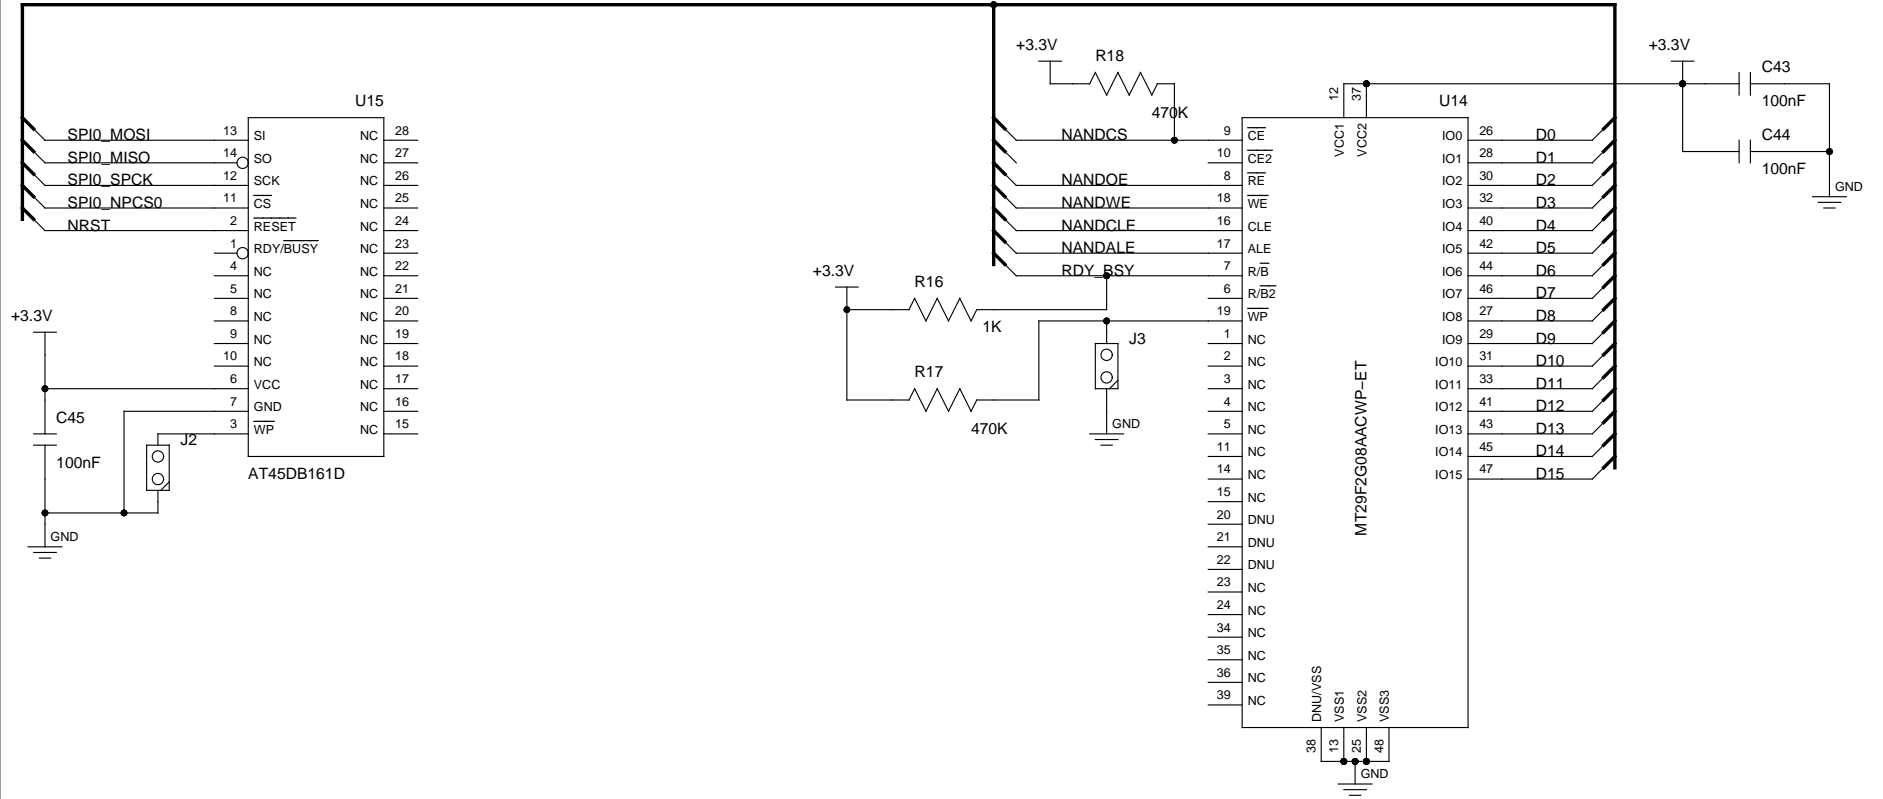 U15
SPI0_MOSI 13 SI NC 28
SPI0_MISO 14 SO NC 27
SPI0_SPCK 12 SCK NC 26
SPI0_NPCS0 11 CS NC 25
NRST 2 RESET NC 24
1 RDY/BUSY NC 23
4 NC NC 22
5 NC NC 21
8 NC NC 20
9 NC NC 19
10 NC NC 18
6 VCC NC 17
7 GND NC 16
3 WP NC 15
AT45DB161D
+3.3V
C45
100nF
J2
GND
+3.3V
R18
470K
+3.3V
R16
1K
R17
470K
J3
GND
U14
12 VCC1
37 VCC2
NANDCS 9 CE IO0 26 D0
10 CE2 IO1 28 D1
NANDOE 8 RE IO2 30 D2
NANDWE 18 WE IO3 32 D3
NANDCLE 16 CLE IO4 40 D4
NANDALE 17 ALE IO5 42 D5
RDY_BSY 7 R/B IO6 44 D6
6 R/B2 IO7 46 D7
19 WP IO8 27 D8
1 NC IO9 29 D9
2 NC IO10 31 D10
3 NC IO11 33 D11
4 NC IO12 41 D12
5 NC IO13 43 D13
11 NC IO14 45 D14
14 NC IO15 47 D15
15 NC
20 DNU
21 DNU
22 DNU
23 NC
24 NC
34 NC
35 NC
36 NC
39 NC
MT29F2G08AACWP-ET
DNU/VSS 38
VSS1 13
VSS2 25
VSS3 48
GND
+3.3V
C43
100nF
C44
100nF
GND